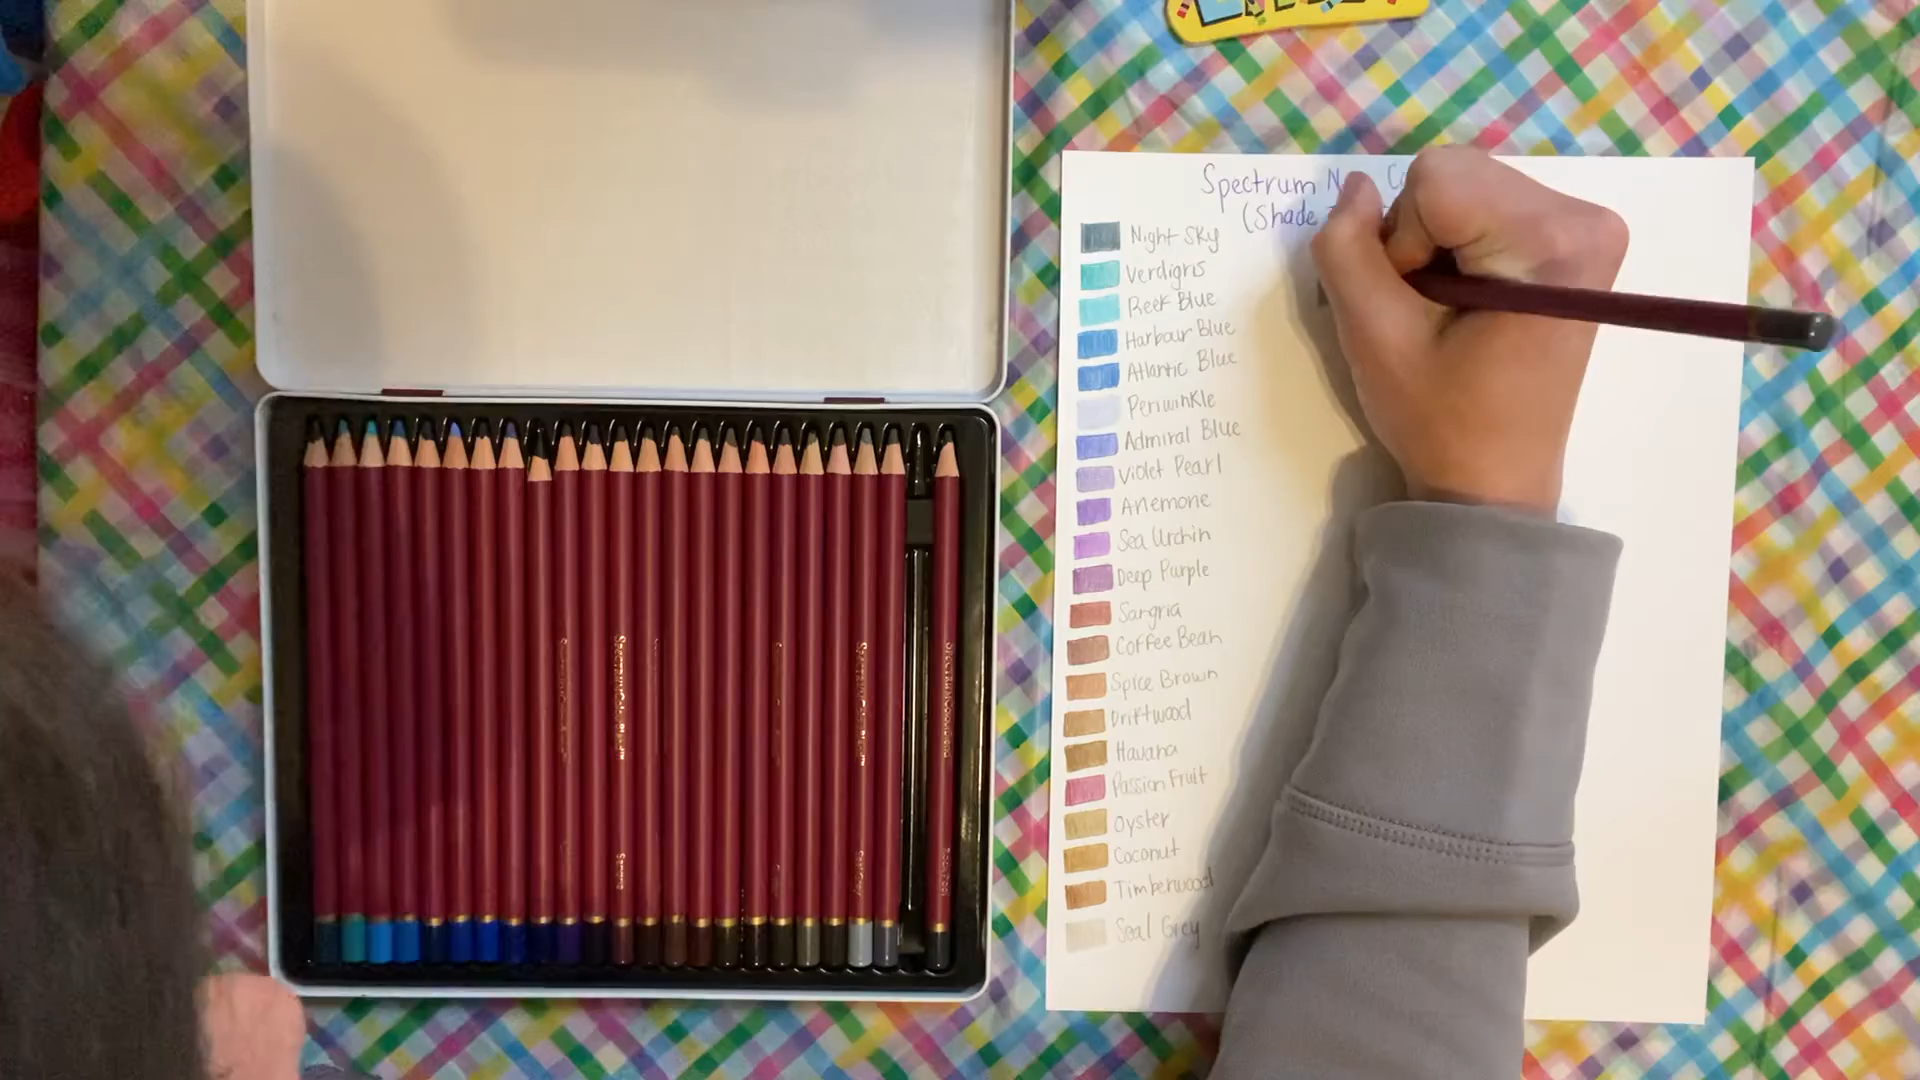 Spectrum
(Shade
Night Sky
Verdigris
Reef Blue
Harbour Blue
Atlantic Blue
Periwinkle
Admiral Blue
Violet Pearl
Anemone
Sea Urchin
Deep Purple
Sangria
Coffee Bean
Spice Brown
Driftwood
Havana
Passion Fruit
Oyster
Coconut
Timberwood
Seal Grey